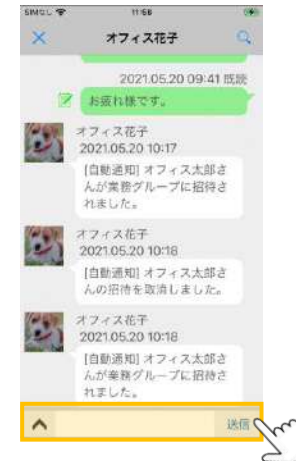 SIMなし 11:58
オフィス花子
2021.05.20 09:41 既読
お疲れ様です。
オフィス花子
2021.05.20 10:17
[自動通知] オフィス太郎さ
んが業務グループに招待さ
れました。
オフィス花子
2021.05.20 10:18
[自動通知] オフィス太郎さ
んの招待を取消しました。
オフィス花子
2021.05.20 10:18
[自動通知] オフィス太郎さ
んが業務グループに招待さ
れました。
送信